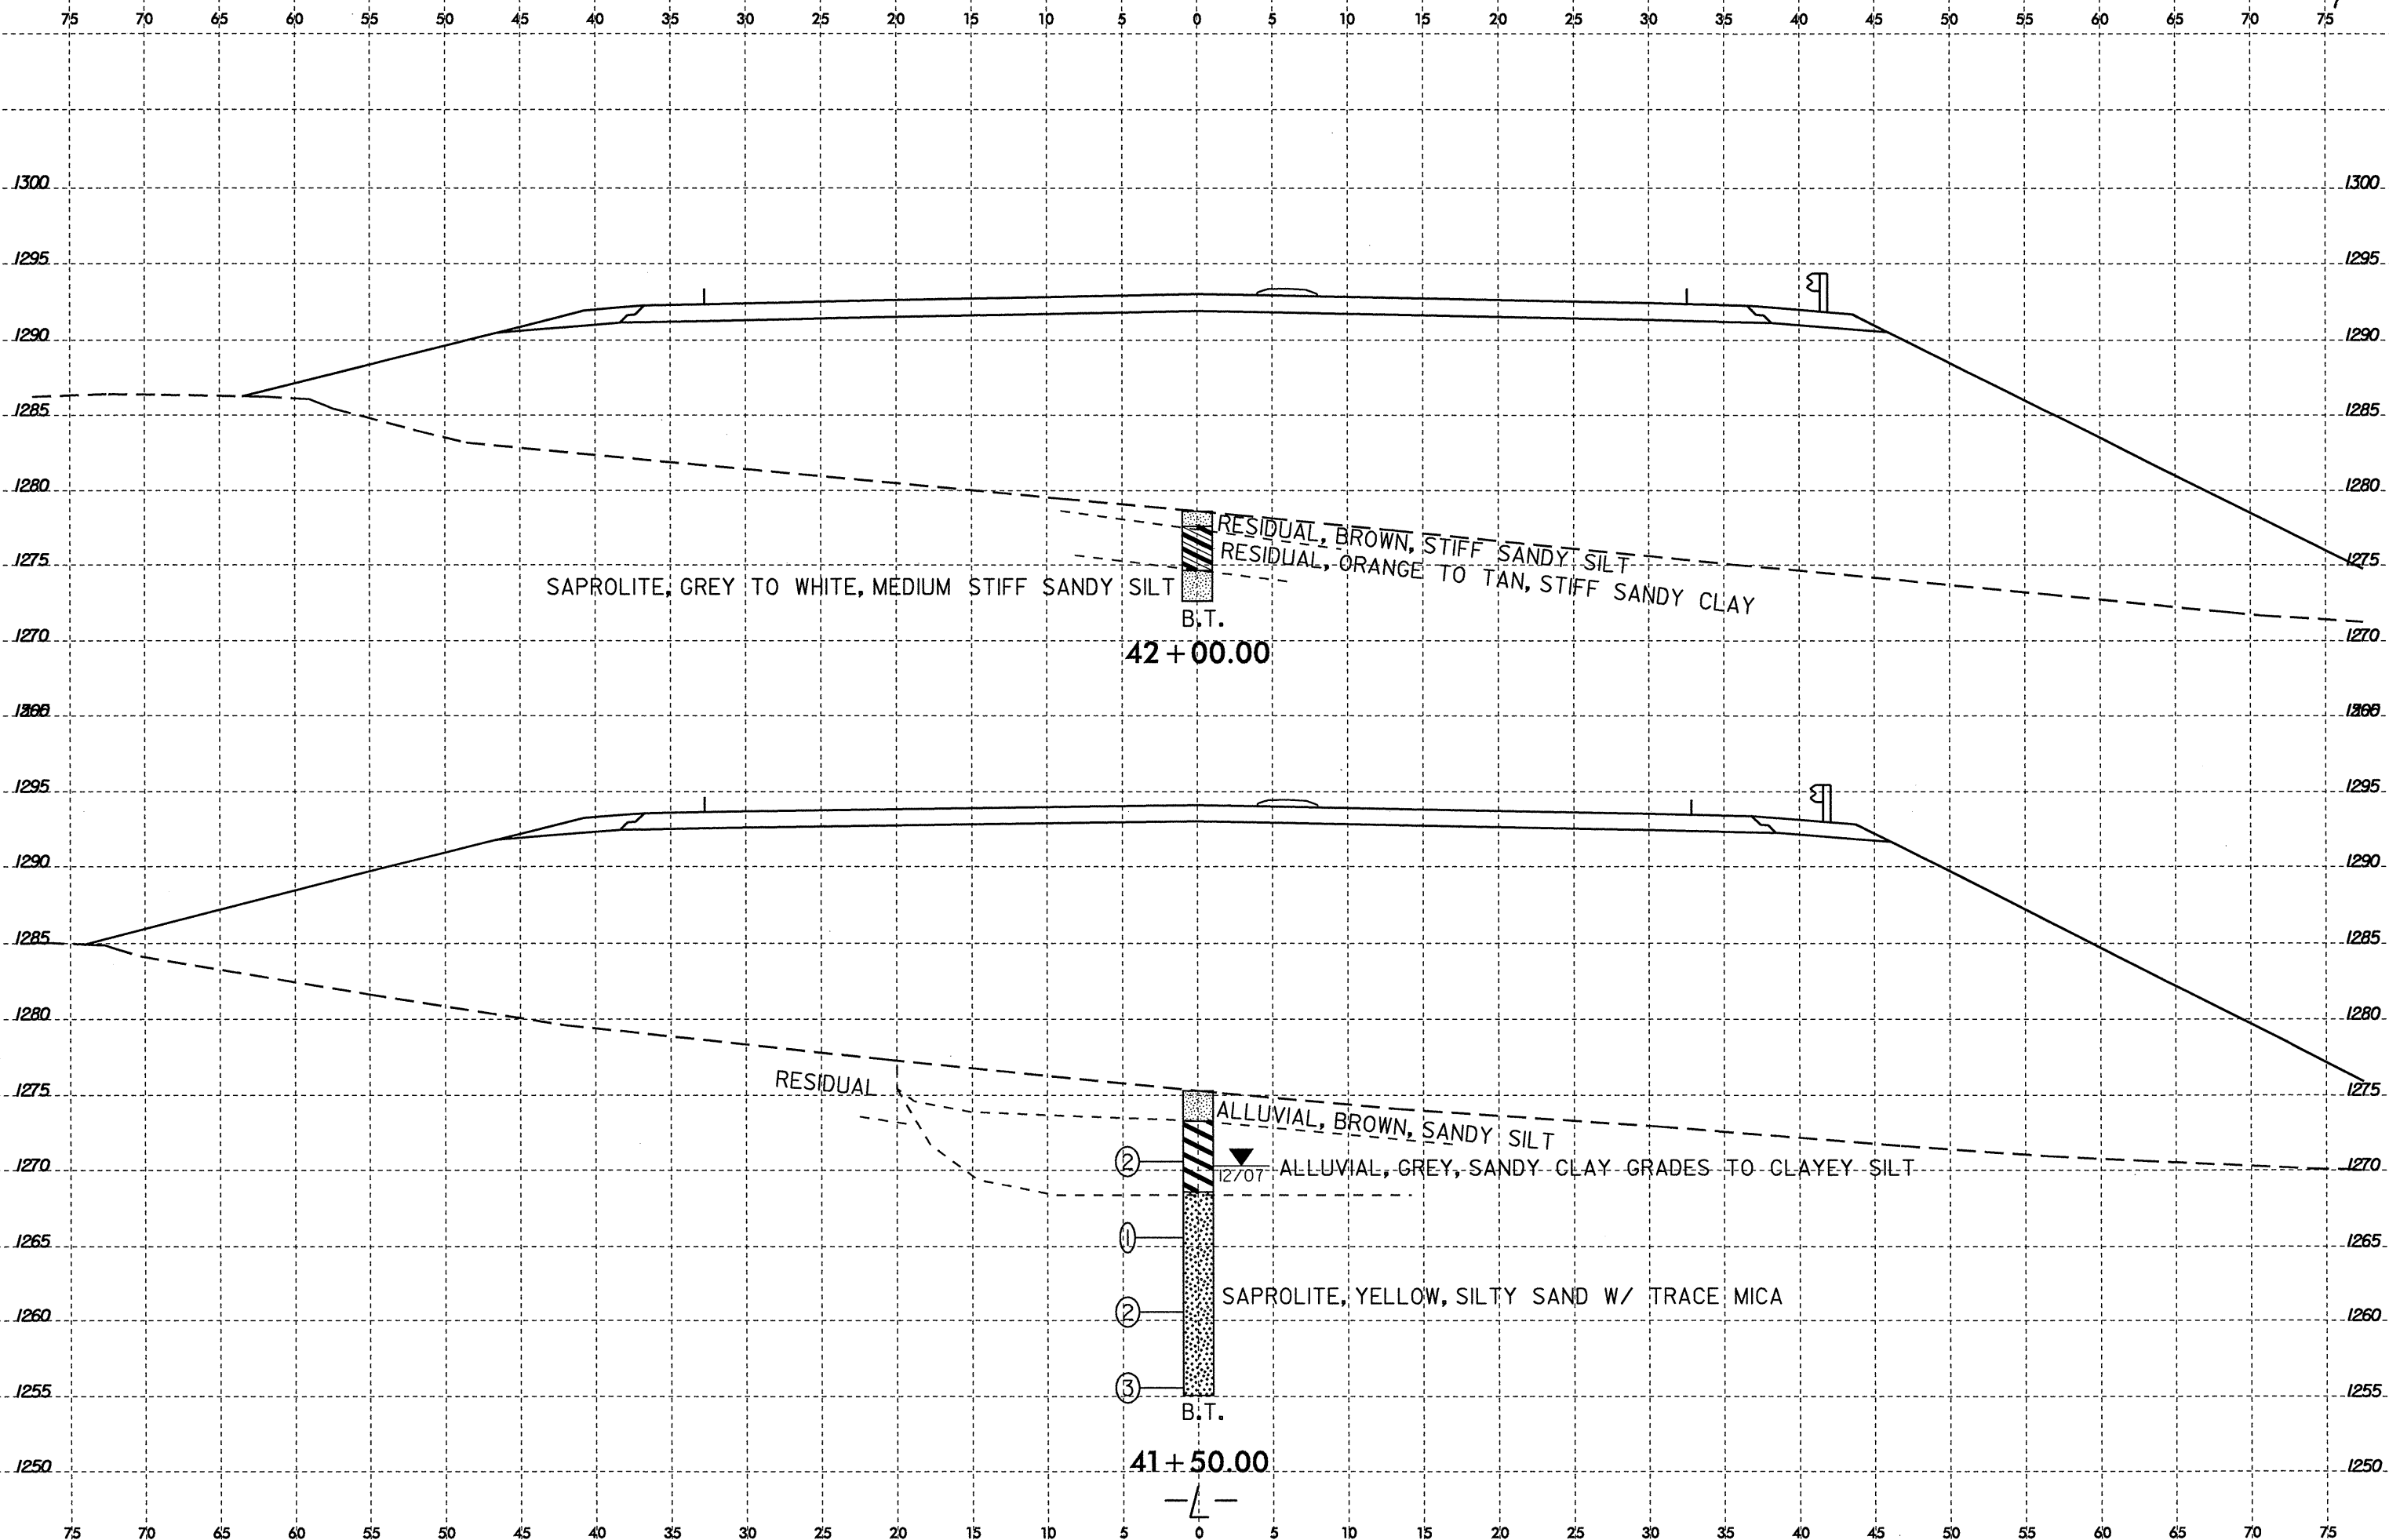 75 70 65 60 55 50 45 40 35 30 25 20 15 10 5 0 5 10 15 20 25 30 35 40 45 50 55 60 65 70 75
1300 1300
1295 1295
1290 1290
1285 1285
1280 1280
RESIDUAL, BROWN, STIFF SANDY SILT
1275 1275
RESIDUAL, ORANGE TO TAN, STIFF SANDY CLAY
SAPROLITE, GREY TO WHITE, MEDIUM STIFF SANDY SILT
B.T.
1270 1270
42+00.00
1295 1295
1290 1290
1285 1285
1280 1280
RESIDUAL
1275 1275
ALLUVIAL, BROWN, SANDY SILT
2
12/07
ALLUVIAL, GREY, SANDY CLAY GRADES TO CLAYEY SILT
1270 1270
1
1265 1265
SAPROLITE, YELLOW, SILTY SAND W/ TRACE MICA
2
1260 1260
3
1255 1255
B.T.
41+50.00
1250 1250
-L-
75 70 65 60 55 50 45 40 35 30 25 20 15 10 5 0 5 10 15 20 25 30 35 40 45 50 55 60 65 70 75